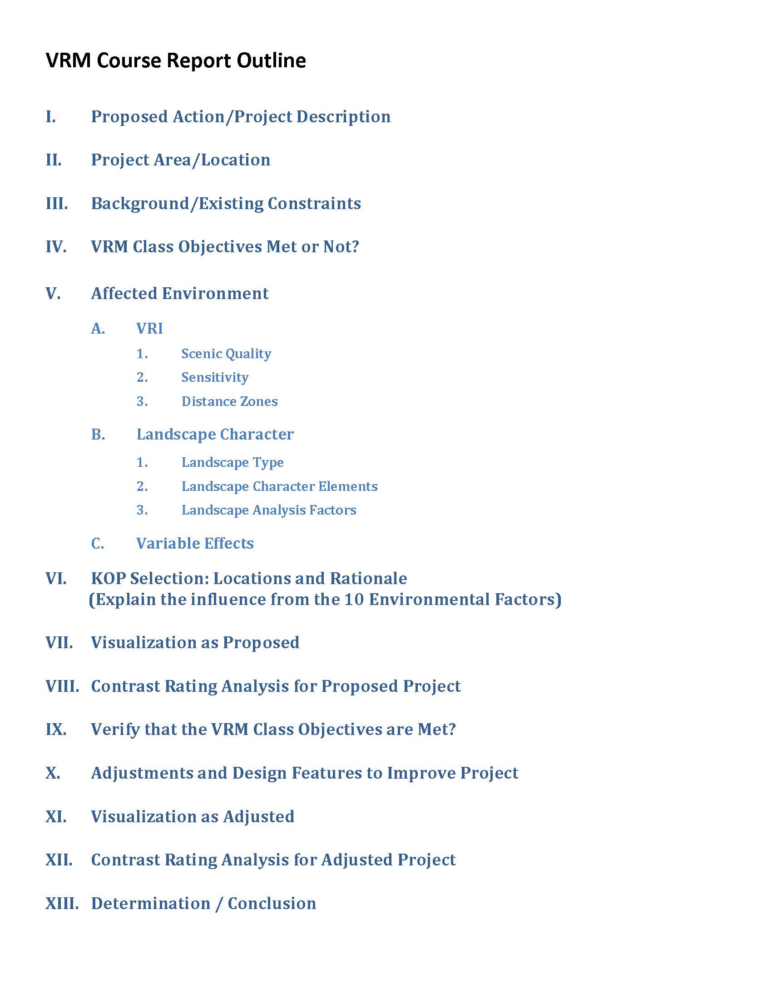 VRM Course Report Outline
I. Proposed Action/Project Description
II. Project Area/Location
III. Background/Existing Constraints
IV. VRM Class Objectives Met or Not?
V. Affected Environment
A. VRI
1. Scenic Quality
2. Sensitivity
3. Distance Zones
B. Landscape Character
1. Landscape Type
2. Landscape Character Elements
3. Landscape Analysis Factors
C. Variable Effects
VI. KOP Selection: Locations and Rationale
(Explain the influence from the 10 Environmental Factors)
VII. Visualization as Proposed
VIII. Contrast Rating Analysis for Proposed Project
IX. Verify that the VRM Class Objectives are Met?
X. Adjustments and Design Features to Improve Project
XI. Visualization as Adjusted
XII. Contrast Rating Analysis for Adjusted Project
XIII. Determination / Conclusion